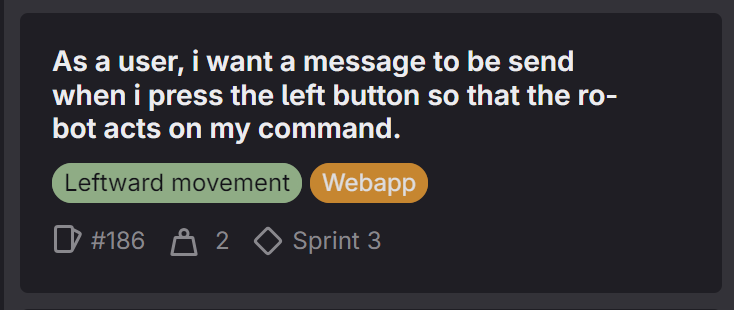 As a user, i want a message to be send
when i press the left button so that the ro-
bot acts on my command.
Leftward movement Webapp
#186 2 Sprint 3